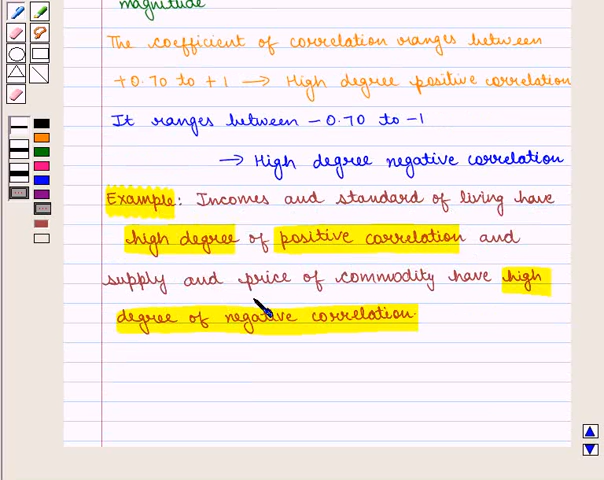 magnitude
The coefficient of correlation ranges between
+0.70 to +1 → High degree positive correlation
It ranges between -0.70 to -1
→ High degree negative correlation
Example: Incomes and standard of living have
high degree of positive correlation and
supply and price of commodity have high
degree of negative correlation.